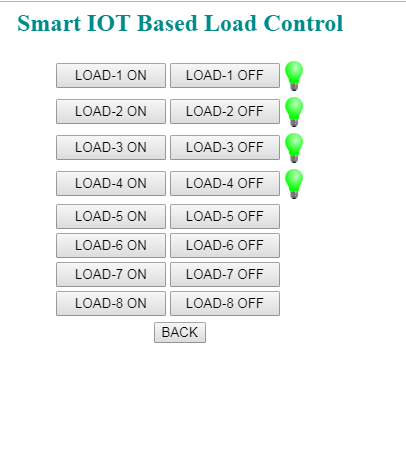 Smart IOT Based Load Control
LOAD-1 ON LOAD-1 OFF
LOAD-2 ON LOAD-2 OFF
LOAD-3 ON LOAD-3 OFF
LOAD-4 ON LOAD-4 OFF
LOAD-5 ON LOAD-5 OFF
LOAD-6 ON LOAD-6 OFF
LOAD-7 ON LOAD-7 OFF
LOAD-8 ON LOAD-8 OFF
BACK